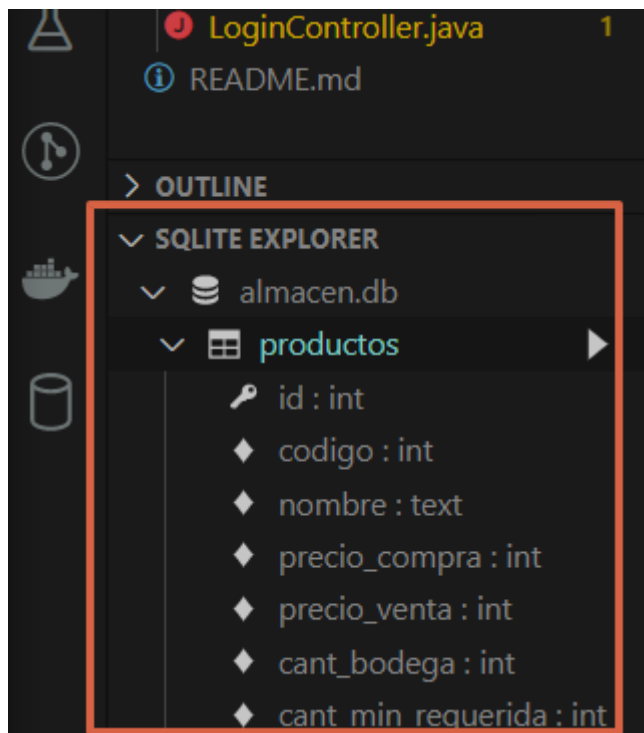 LoginController.java 1
README.md
OUTLINE
SQLITE EXPLORER
almacen.db
productos
id : int
codigo : int
nombre : text
precio_compra : int
precio_venta : int
cant_bodega : int
cant_min_requerida : int